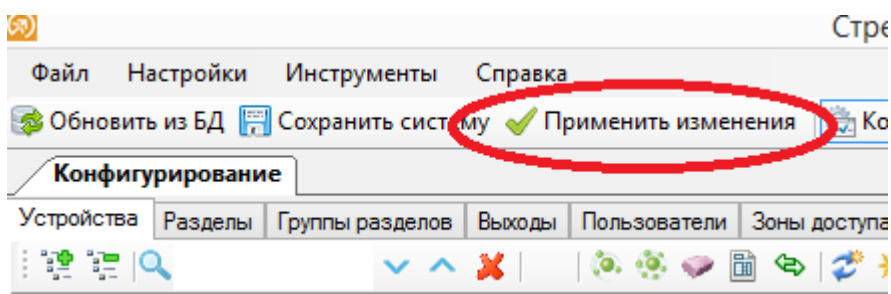 Стре
Файл Настройки Инструменты Справка
Обновить из БД Сохранить систему Применить изменения Ко
Конфигурирование
Устройства Разделы Группы разделов Выходы Пользователи Зоны доступа